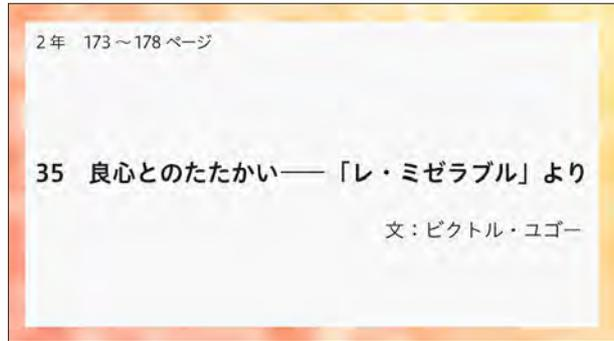 2年　173～178ページ
35　良心とのたたかい――「レ・ミゼラブル」より
文：ビクトル・ユゴー